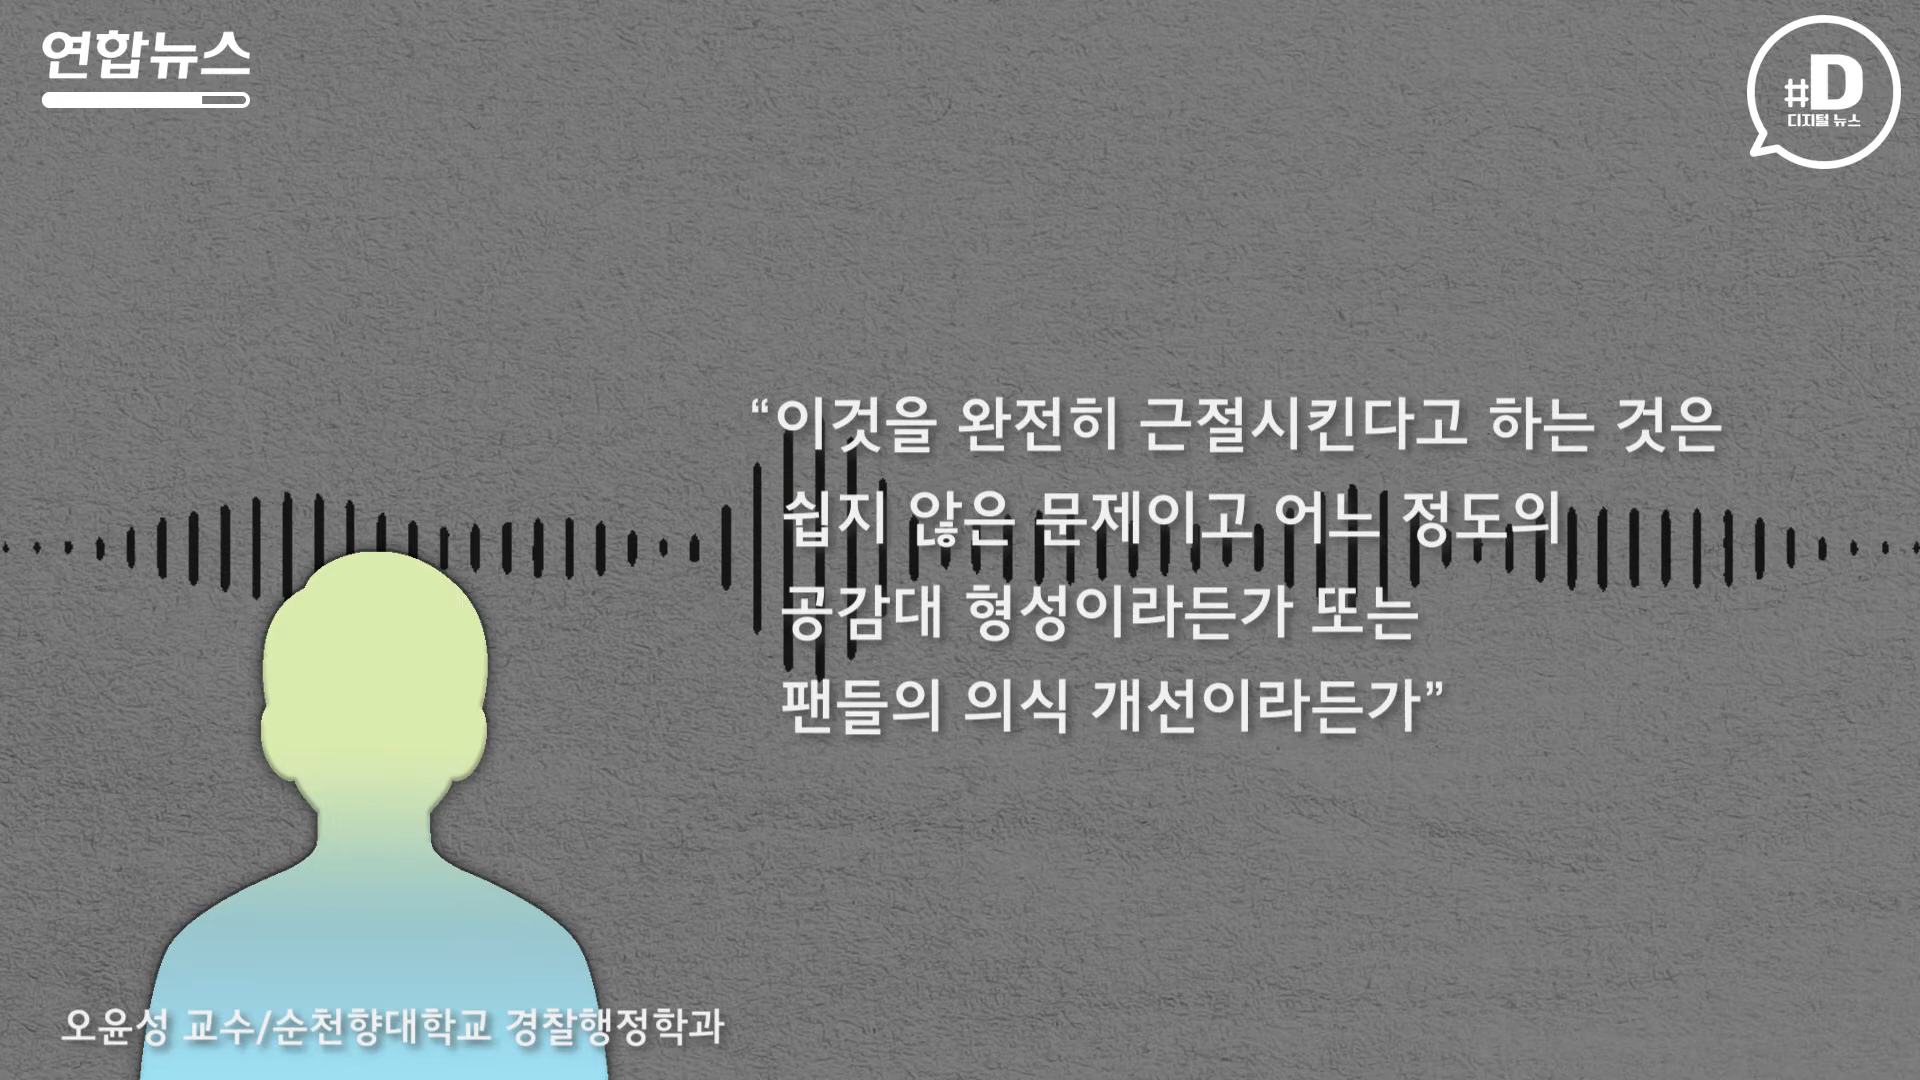 연합뉴스
#D
디지털 뉴스
“이것을 완전히 근절시킨다고 하는 것은
쉽지 않은 문제이고 어느 정도의
공감대 형성이라든가 또는
팬들의 의식 개선이라든가”
오윤성 교수/순천향대학교 경찰행정학과